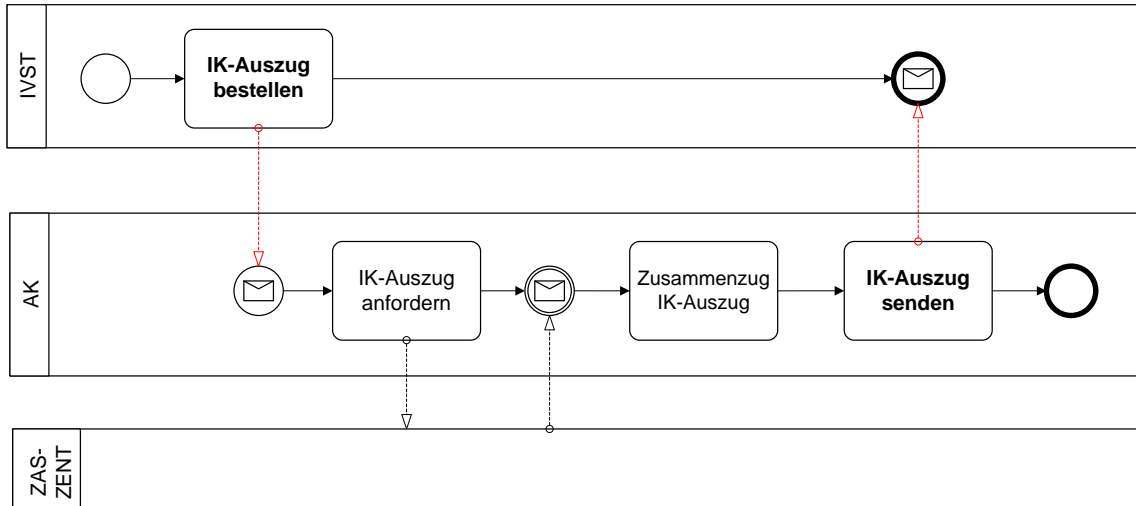 IVST
IK-Auszug
bestellen
AK
IK-Auszug
anfordern
Zusammenzug
IK-Auszug
IK-Auszug
senden
ZAS-
ZENT